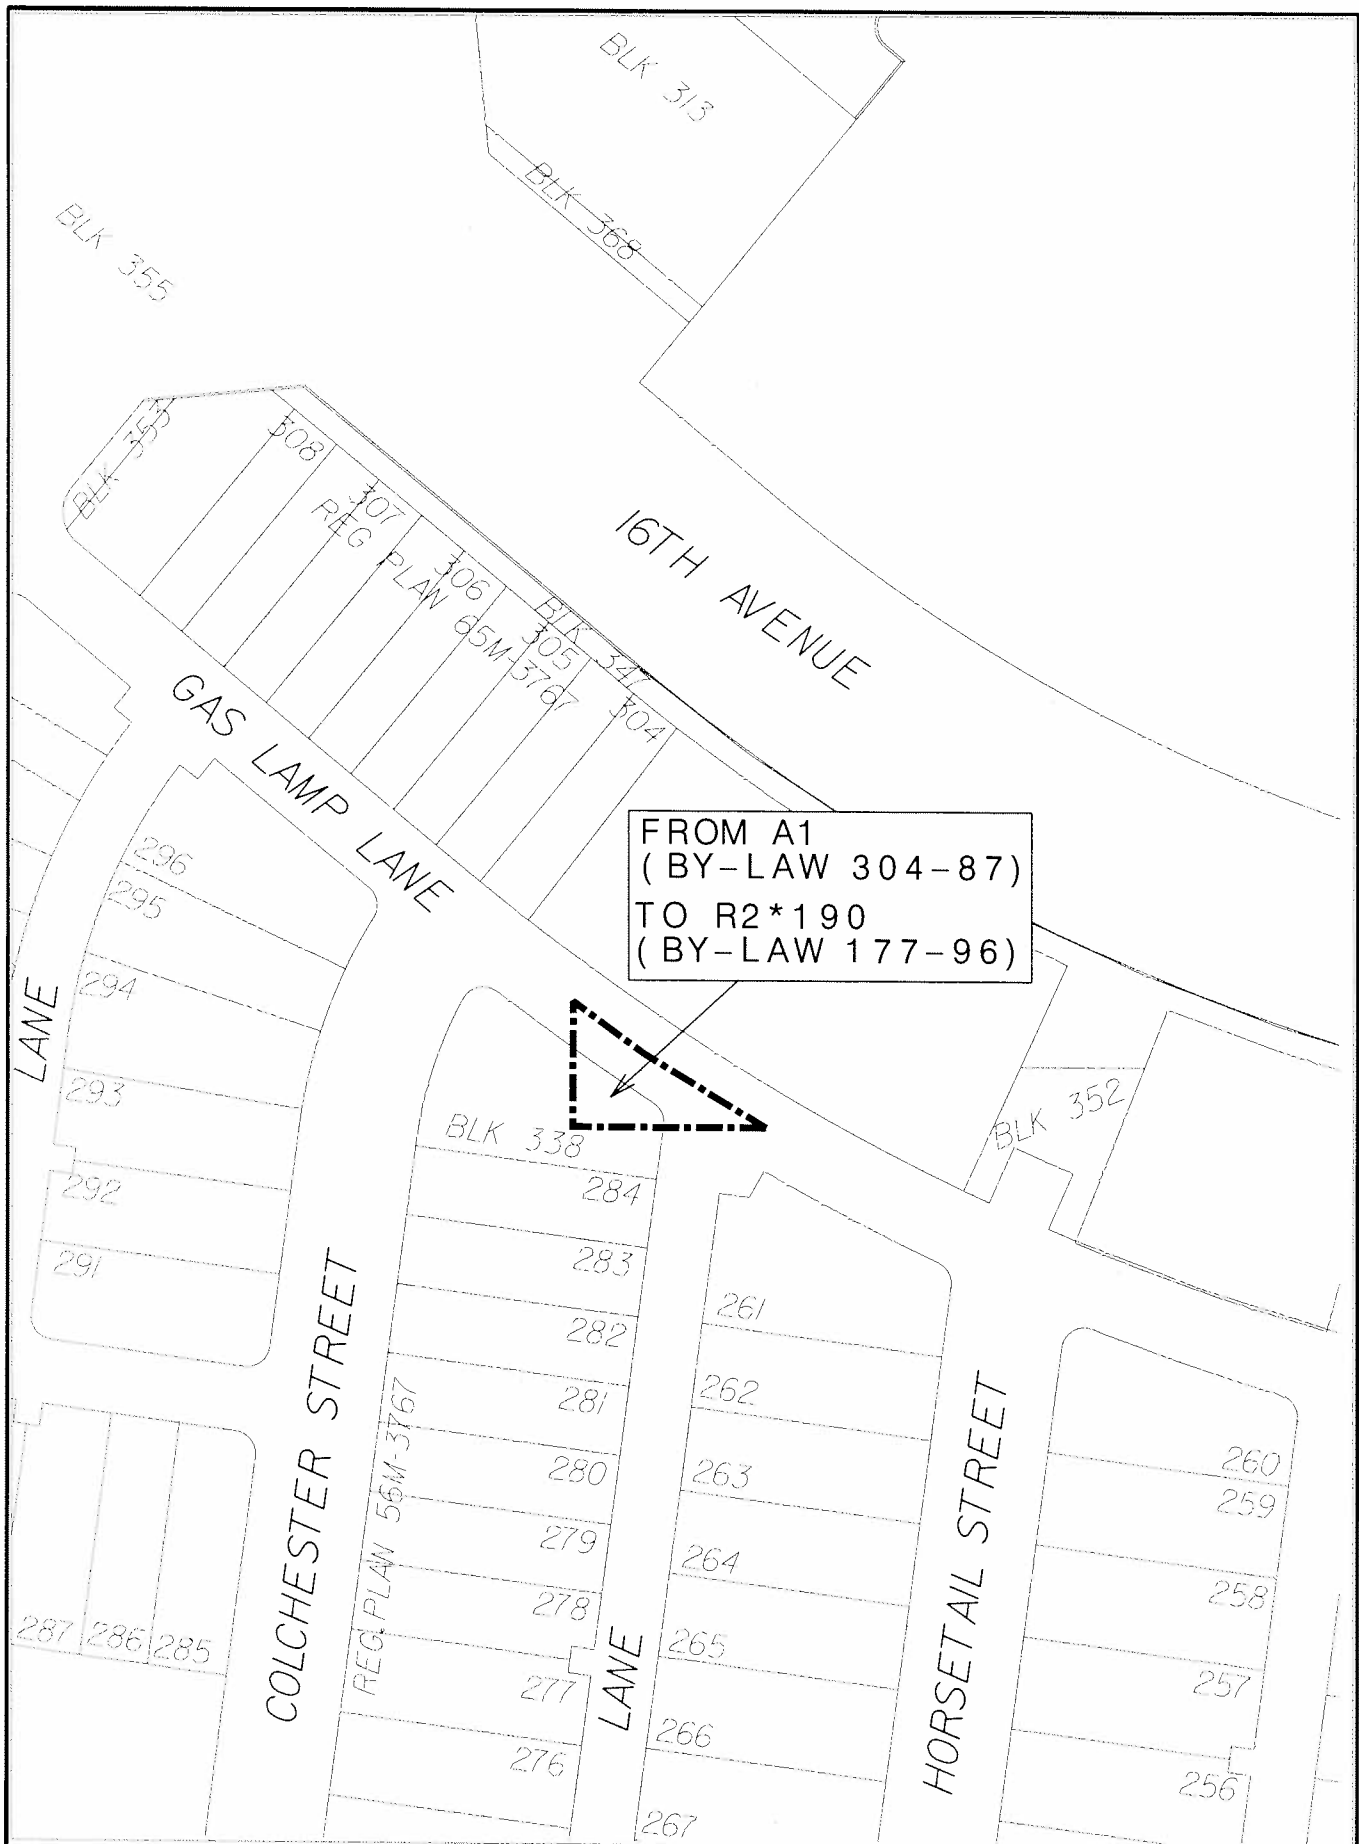 BLK 313
BLK 368
BLK 355
BLK 353
308
307
306
305
304
REG PLAN 65M-3767
BLK 347
16TH AVENUE
GAS LAMP LANE
FROM A1
(BY-LAW 304-87)
TO R2*190
(BY-LAW 177-96)
296
295
294
293
292
291
LANE
BLK 338
284
283
282
281
280
279
278
277
276
BLK 352
261
262
263
264
265
266
267
260
259
258
257
256
287
286
285
COLCHESTER STREET
REG. PLAN 56M-3767
LANE
HORSETAIL STREET